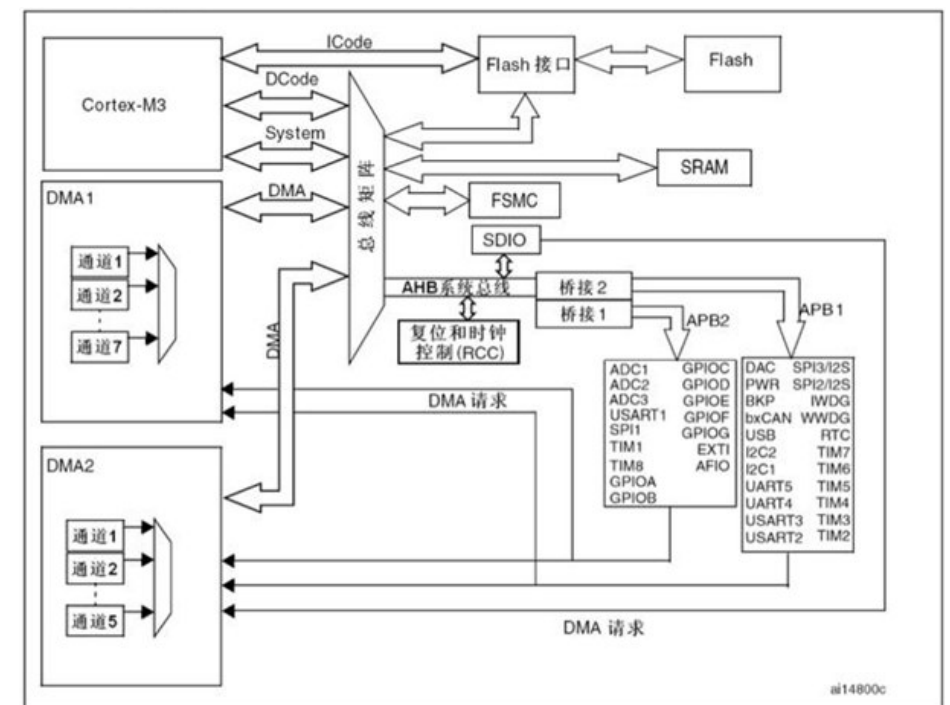 ICode
Flash 接口
Flash
DCode
Cortex-M3
System
总线矩阵
SRAM
DMA1
DMA
FSMC
SDIO
通道1
通道2
通道7
AHB系统总线
桥接2
桥接1
APB2
APB1
复位和时钟
控制(RCC)
DMA
DMA 请求
ADC1 GPIOC
ADC2 GPIOD
ADC3 GPIOE
USART1 GPIOF
SPI1 GPIOG
TIM1 EXTI
TIM8 AFIO
GPIOA
GPIOB
DAC SPI3/I2S
PWR SPI2/I2S
BKP IWDG
bxCAN WWDG
USB RTC
I2C2 TIM7
I2C1 TIM6
UART5 TIM5
UART4 TIM4
USART3 TIM3
USART2 TIM2
DMA2
通道1
通道2
通道5
DMA 请求
ai14800c